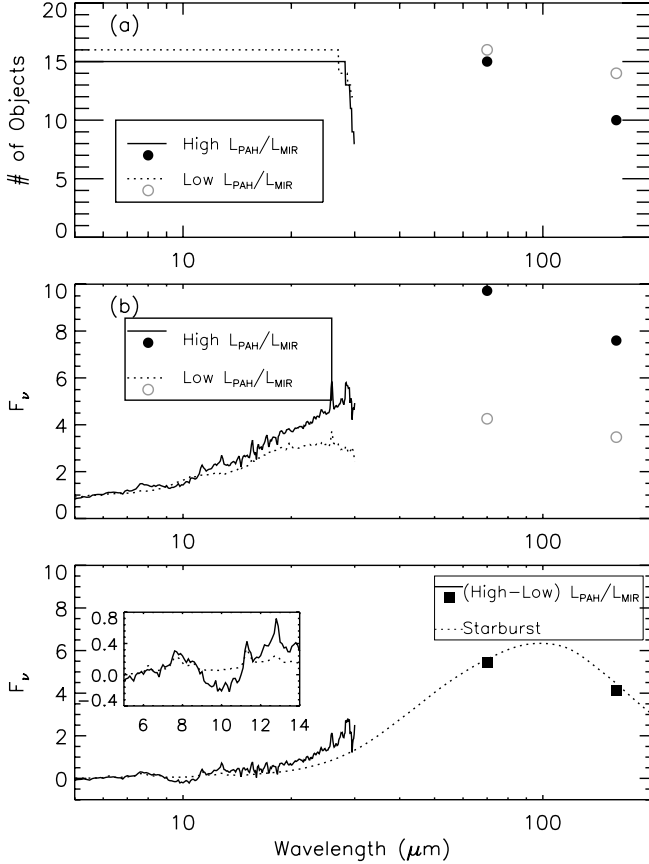 20
(a)
15
10
5
0
# of Objects
High L_PAH/L_MIR
Low L_PAH/L_MIR
10
100
10
(b)
8
6
4
2
0
F_ν
High L_PAH/L_MIR
Low L_PAH/L_MIR
10
100
10
8
6
4
2
0
F_ν
(High-Low) L_PAH/L_MIR
Starburst
0.8
0.4
0.0
-0.4
6 8 10 12 14
10
100
Wavelength (μm)